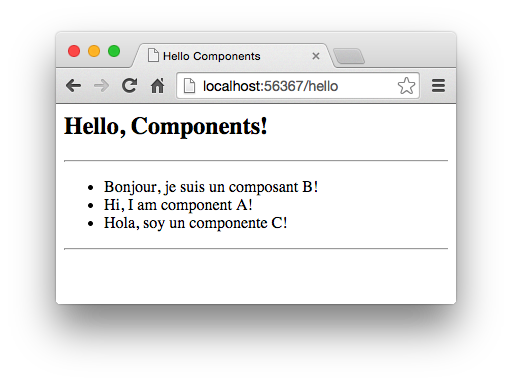 Hello Components
localhost:56367/hello
Hello, Components!
Bonjour, je suis un composant B!
Hi, I am component A!
Hola, soy un componente C!